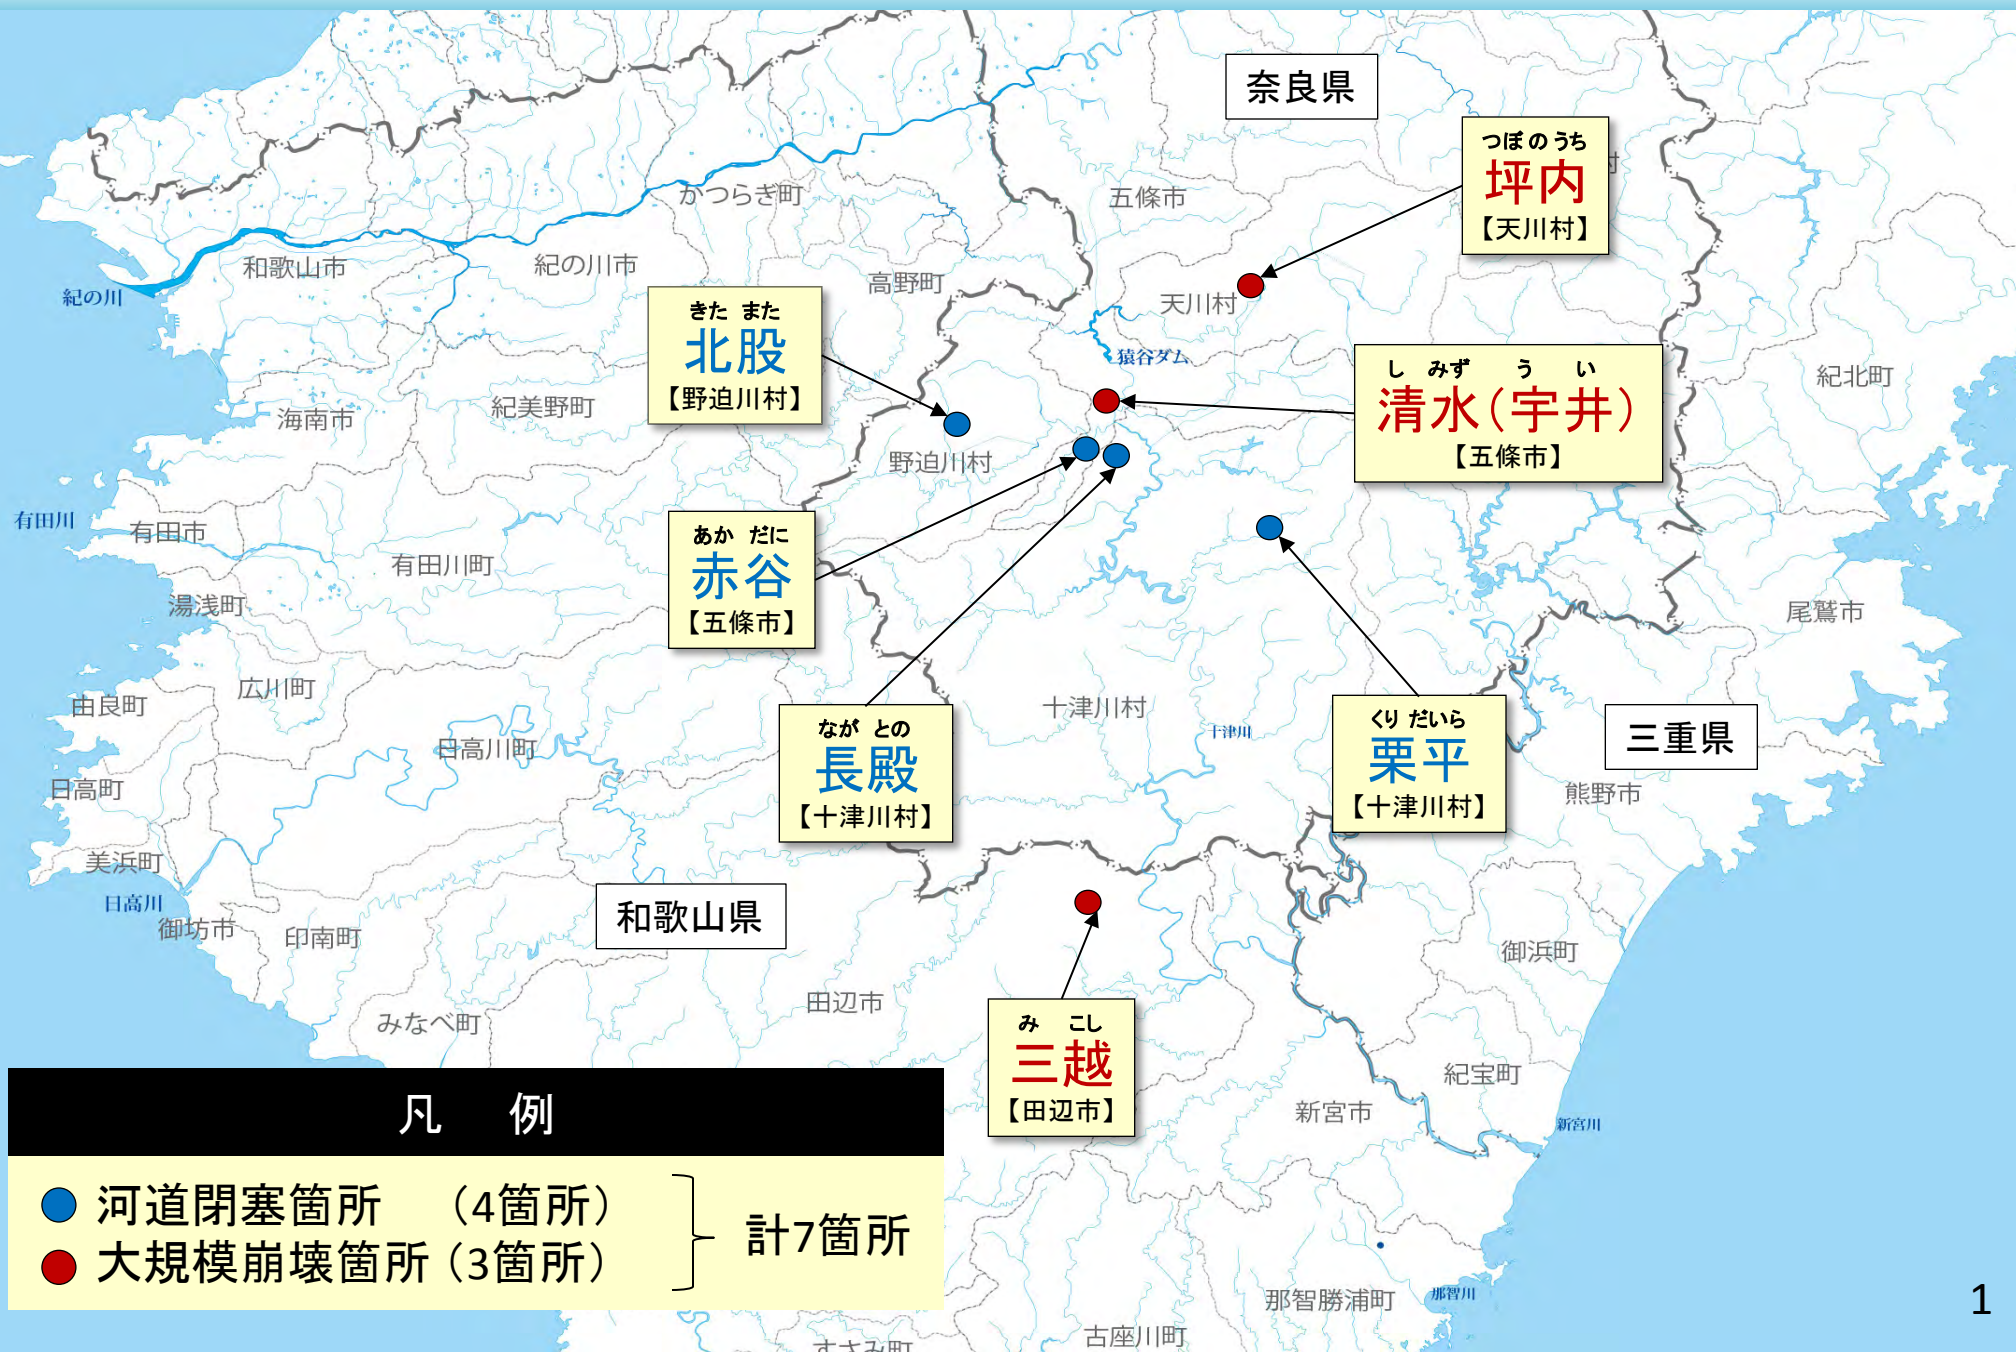 奈良県
つぼのうち
坪内
【天川村】
かつらぎ町
五條市
和歌山市
紀の川市
高野町
紀の川
天川村
きた また
北股
【野迫川村】
猿谷ダム
し みず う い
清水(宇井)
【五條市】
紀北町
海南市
紀美野町
野迫川村
有田川
有田市
あか だに
赤谷
【五條市】
有田川町
湯浅町
尾鷲市
広川町
由良町
十津川村
十津川
なが との
長殿
【十津川村】
くり だいら
栗平
【十津川村】
三重県
日高川町
日高町
熊野市
美浜町
日高川
御坊市
印南町
和歌山県
御浜町
田辺市
みなべ町
み こし
三越
【田辺市】
紀宝町
新宮市
新宮川
凡 例
河道閉塞箇所 (4箇所)
大規模崩壊箇所(3箇所)
計7箇所
那智勝浦町
那智川
古座川町
すさみ町
1